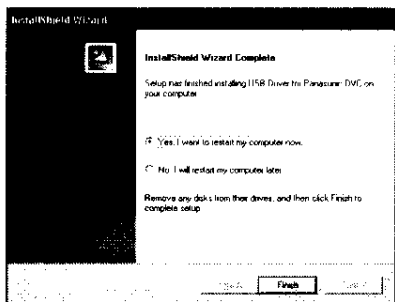 InstallShield Wizard
InstallShield Wizard Complete
Setup has finished installing USB Driver for Panasonic DVC on
your computer.
Yes, I want to restart my computer now.
No, I will restart my computer later.
Remove any disks from their drives, and then click Finish to
complete setup.
Finish